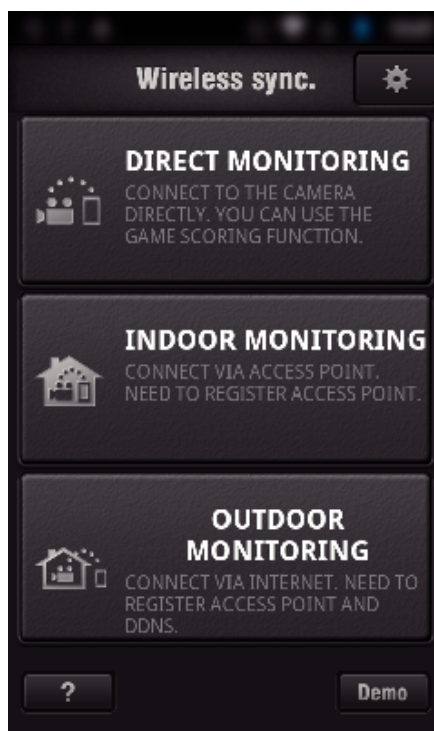 Wireless sync.
DIRECT MONITORING
CONNECT TO THE CAMERA
DIRECTLY. YOU CAN USE THE
GAME SCORING FUNCTION.
INDOOR MONITORING
CONNECT VIA ACCESS POINT.
NEED TO REGISTER ACCESS POINT.
OUTDOOR
MONITORING
CONNECT VIA INTERNET. NEED TO
REGISTER ACCESS POINT AND
DDNS.
?
Demo